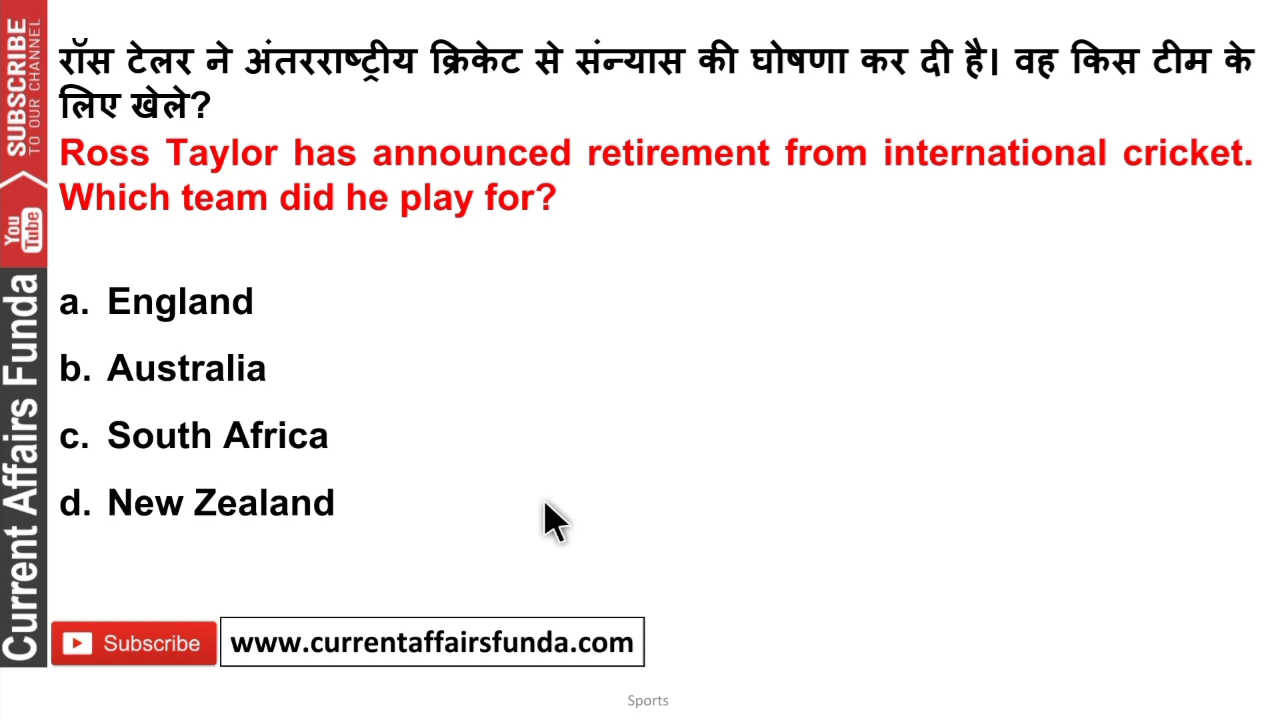 रॉस टेलर ने अंतरराष्ट्रीय क्रिकेट से संन्यास की घोषणा कर दी है। वह किस टीम के
लिए खेले?
Ross Taylor has announced retirement from international cricket.
Which team did he play for?
a. England
b. Australia
c. South Africa
d. New Zealand
SUBSCRIBE
TO OUR CHANNEL
You
Tube
Current Affairs Funda
Subscribe
www.currentaffairsfunda.com
Sports